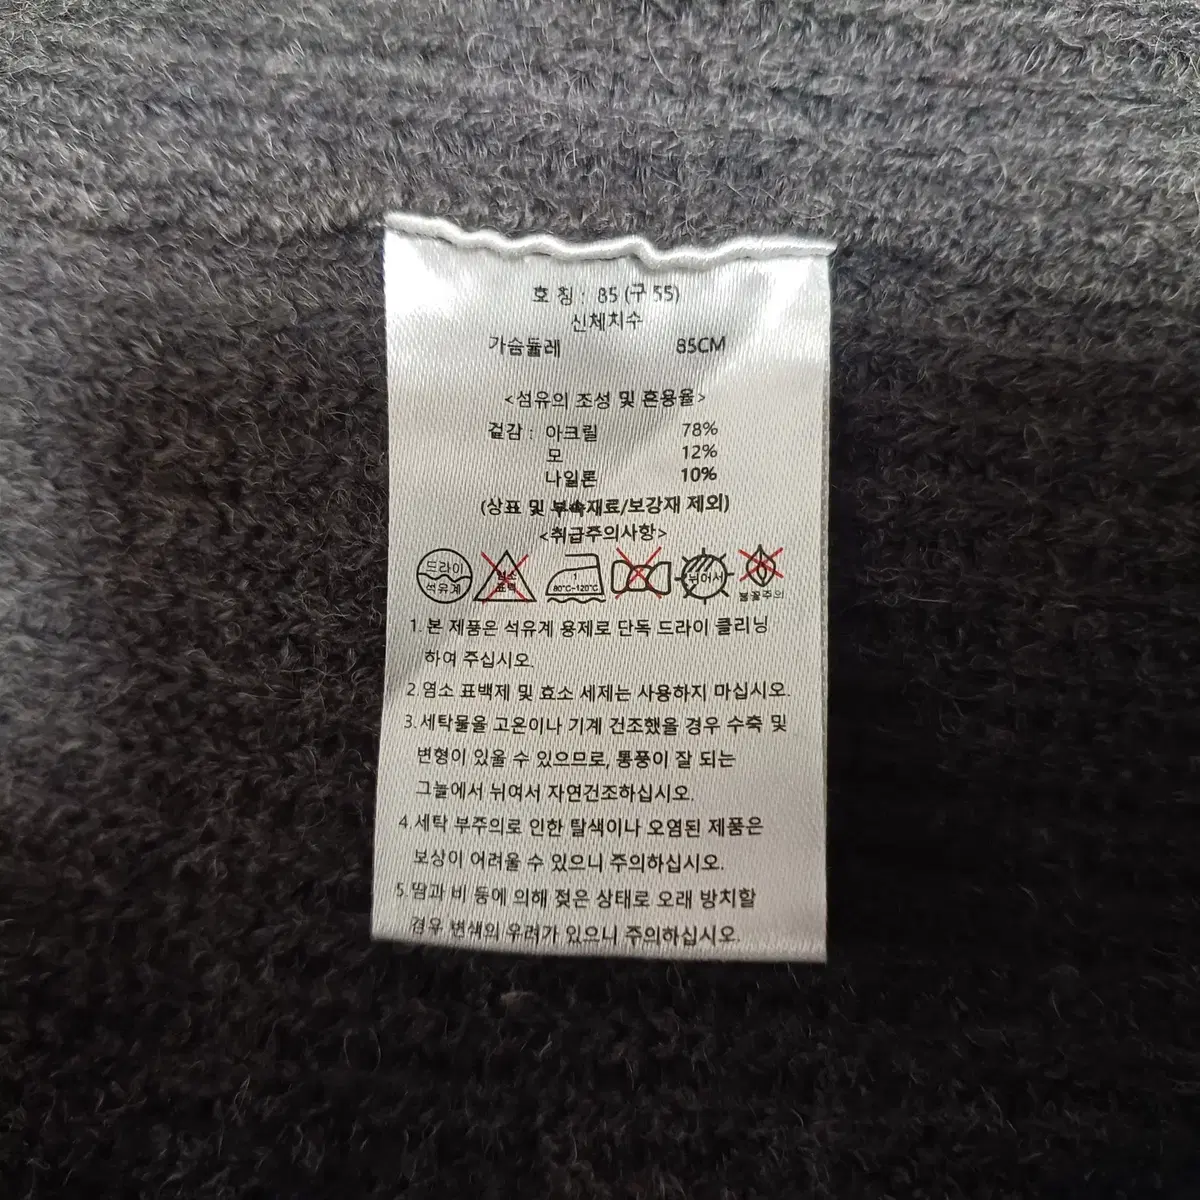 호 칭 : 85 (구 55)
신체치수
가슴둘레 85CM
<섬유의 조성 및 혼용율>
겉감 : 아크릴 78%
모 12%
나일론 10%
(상표 및 부속재료/보강재 제외)
<취급주의사항>
드라이 석유계 염소 표백 1 80°C~120°C 뉘어서 불꽃주의
1. 본 제품은 석유계 용제로 단독 드라이 클리닝
하여 주십시오.
2. 염소 표백제 및 효소 세제는 사용하지 마십시오.
3. 세탁물을 고온이나 기계 건조했을 경우 수축 및
변형이 있을 수 있으므로, 통풍이 잘 되는
그늘에서 뉘여서 자연건조하십시오.
4. 세탁 부주의로 인한 탈색이나 오염된 제품은
보상이 어려울 수 있으니 주의하십시오.
5. 땀과 비 등에 의해 젖은 상태로 오래 방치할
경우 변색의 우려가 있으니 주의하십시오.